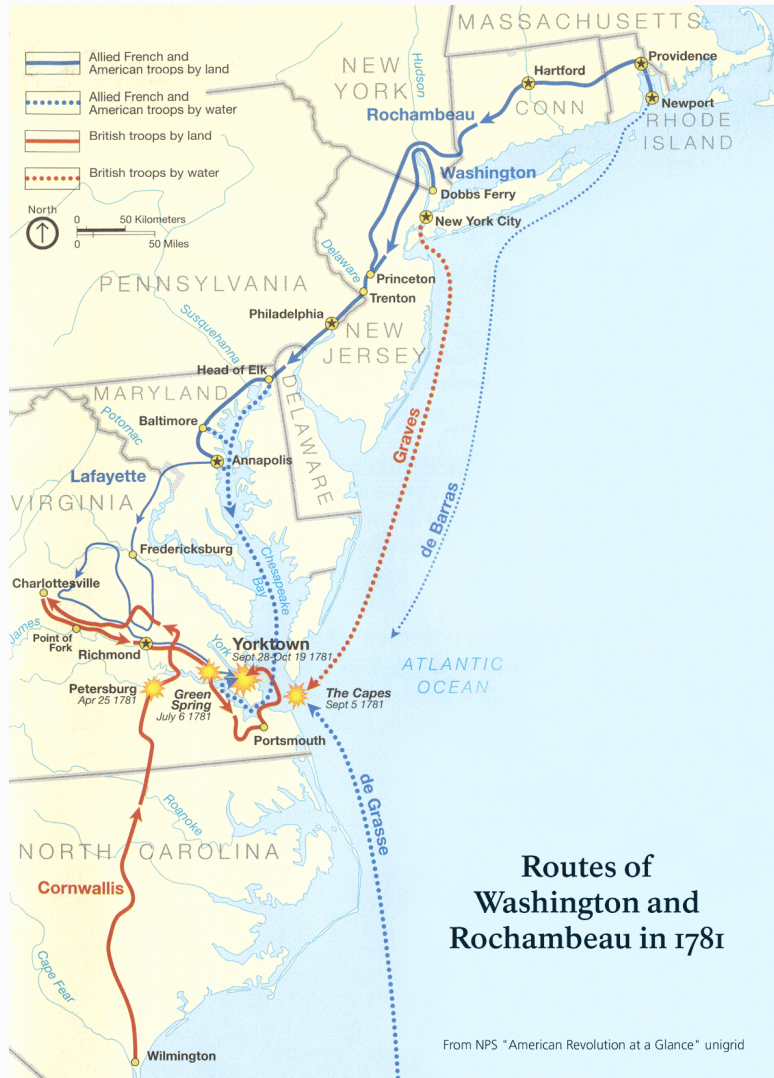 Allied French and
American troops by land
Allied French and
American troops by water
British troops by land
British troops by water
North
0 50 Kilometers
0 50 Miles
MASSACHUSETTS
NEW
YORK
Hudson
Hartford
Providence
CONN
Newport
RHODE
ISLAND
Rochambeau
Washington
Dobbs Ferry
New York City
Delaware
Princeton
Trenton
PENNSYLVANIA
Philadelphia
NEW
JERSEY
Susquehanna
Head of Elk
MARYLAND
DELAWARE
Baltimore
Potomac
Annapolis
Graves
de Barras
Lafayette
VIRGINIA
Fredericksburg
Chesapeake
Bay
Charlottesville
James
Point of
Fork
Richmond
York
Yorktown
Sept 28-Oct 19 1781
ATLANTIC
OCEAN
Petersburg
Apr 25 1781
Green
Spring
July 6 1781
The Capes
Sept 5 1781
Portsmouth
de Grasse
Roanoke
NORTH CAROLINA
Cornwallis
Routes of
Washington and
Rochambeau in 1781
Cape Fear
From NPS "American Revolution at a Glance" unigrid
Wilmington